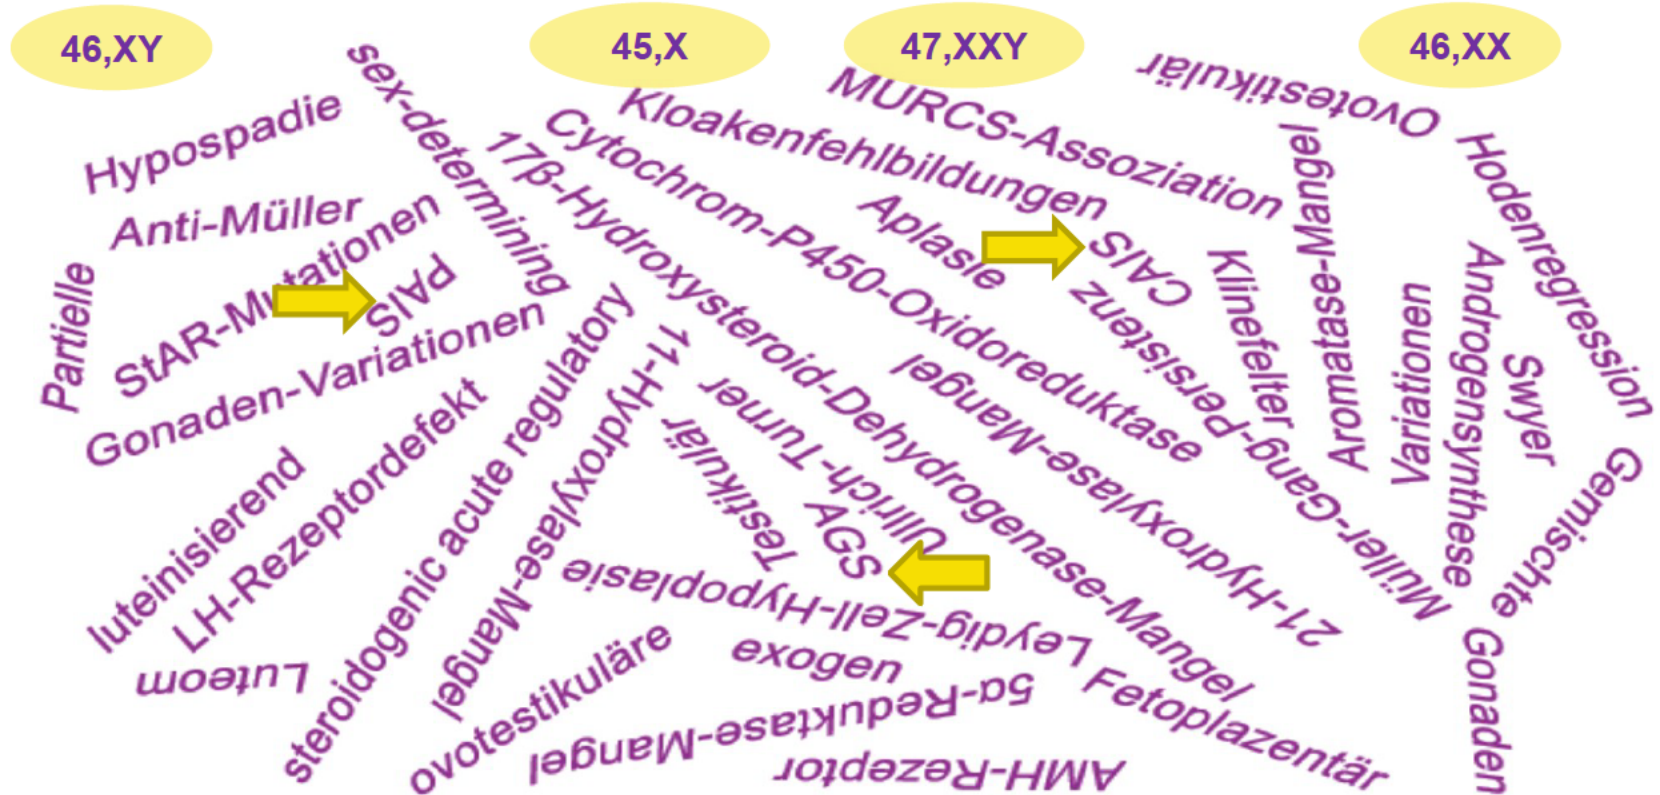 46,XY
45,X
47,XXY
46,XX
Hypospadie
sex-determining
Kloakenfehlbildungen
MURCS-Assoziation
Ovotestikulär
Anti-Müller
17β-Hydroxysteroid-Dehydrogenase-Mangel
Cytochrom-P450-Oxidoreduktase
Aplasie
CAIS
Aromatase-Mangel
Hodenregression
Partielle
StAR-Mutationen
PAIS
Müller-Gang-Persistenz
Klinefelter
Variationen
Androgensynthese
Swyer
Gonaden-Variationen
steroidogenic acute regulatory
11-Hydroxylase-Mangel
Ullrich-Turner
21-Hydroxylase-Mangel
Gemischte
luteinisierend
LH-Rezeptordefekt
Testikulär
AGS
Leydig-Zell-Hypoplasie
Luteom
ovotestikuläre
exogen
5α-Reduktase-Mangel
Fetoplazentär
Gonaden
AMH-Rezeptor